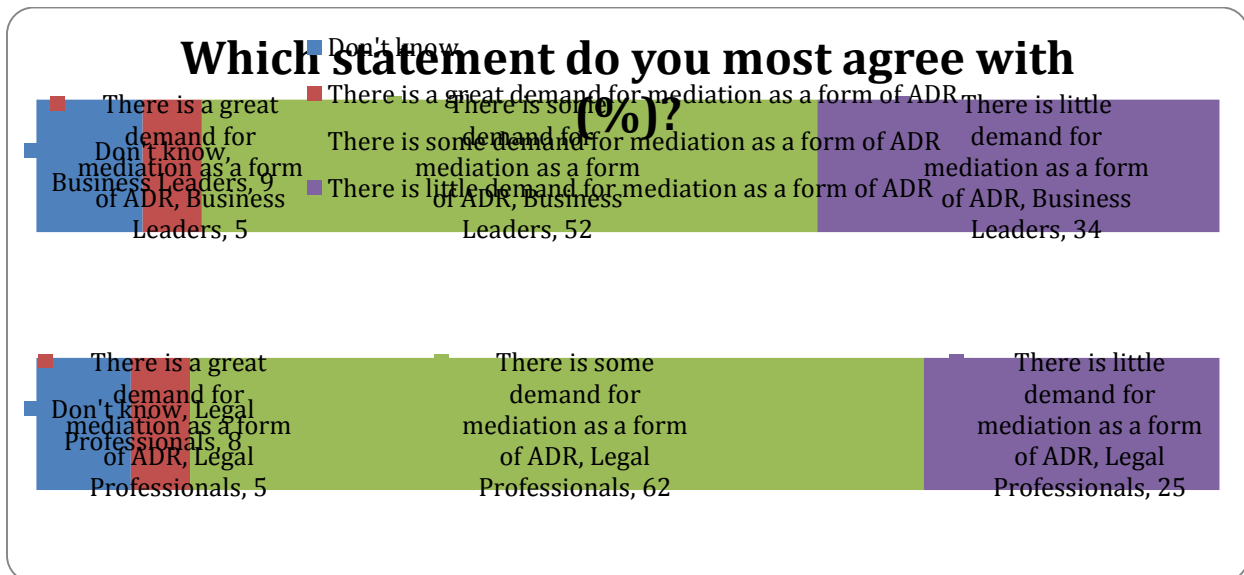 Which statement do you most agree with
(%)?
Don't know
There is a great demand for mediation as a form of ADR
There is some demand for mediation as a form of ADR
There is little demand for mediation as a form of ADR
Don't know,
Business Leaders, 9
There is a great
demand for
mediation as a form
of ADR, Business
Leaders, 5
There is some
demand for
mediation as a form
of ADR, Business
Leaders, 52
There is little
demand for
mediation as a form
of ADR, Business
Leaders, 34
Don't know, Legal
Professionals, 8
There is a great
demand for
mediation as a form
of ADR, Legal
Professionals, 5
There is some
demand for
mediation as a form
of ADR, Legal
Professionals, 62
There is little
demand for
mediation as a form
of ADR, Legal
Professionals, 25